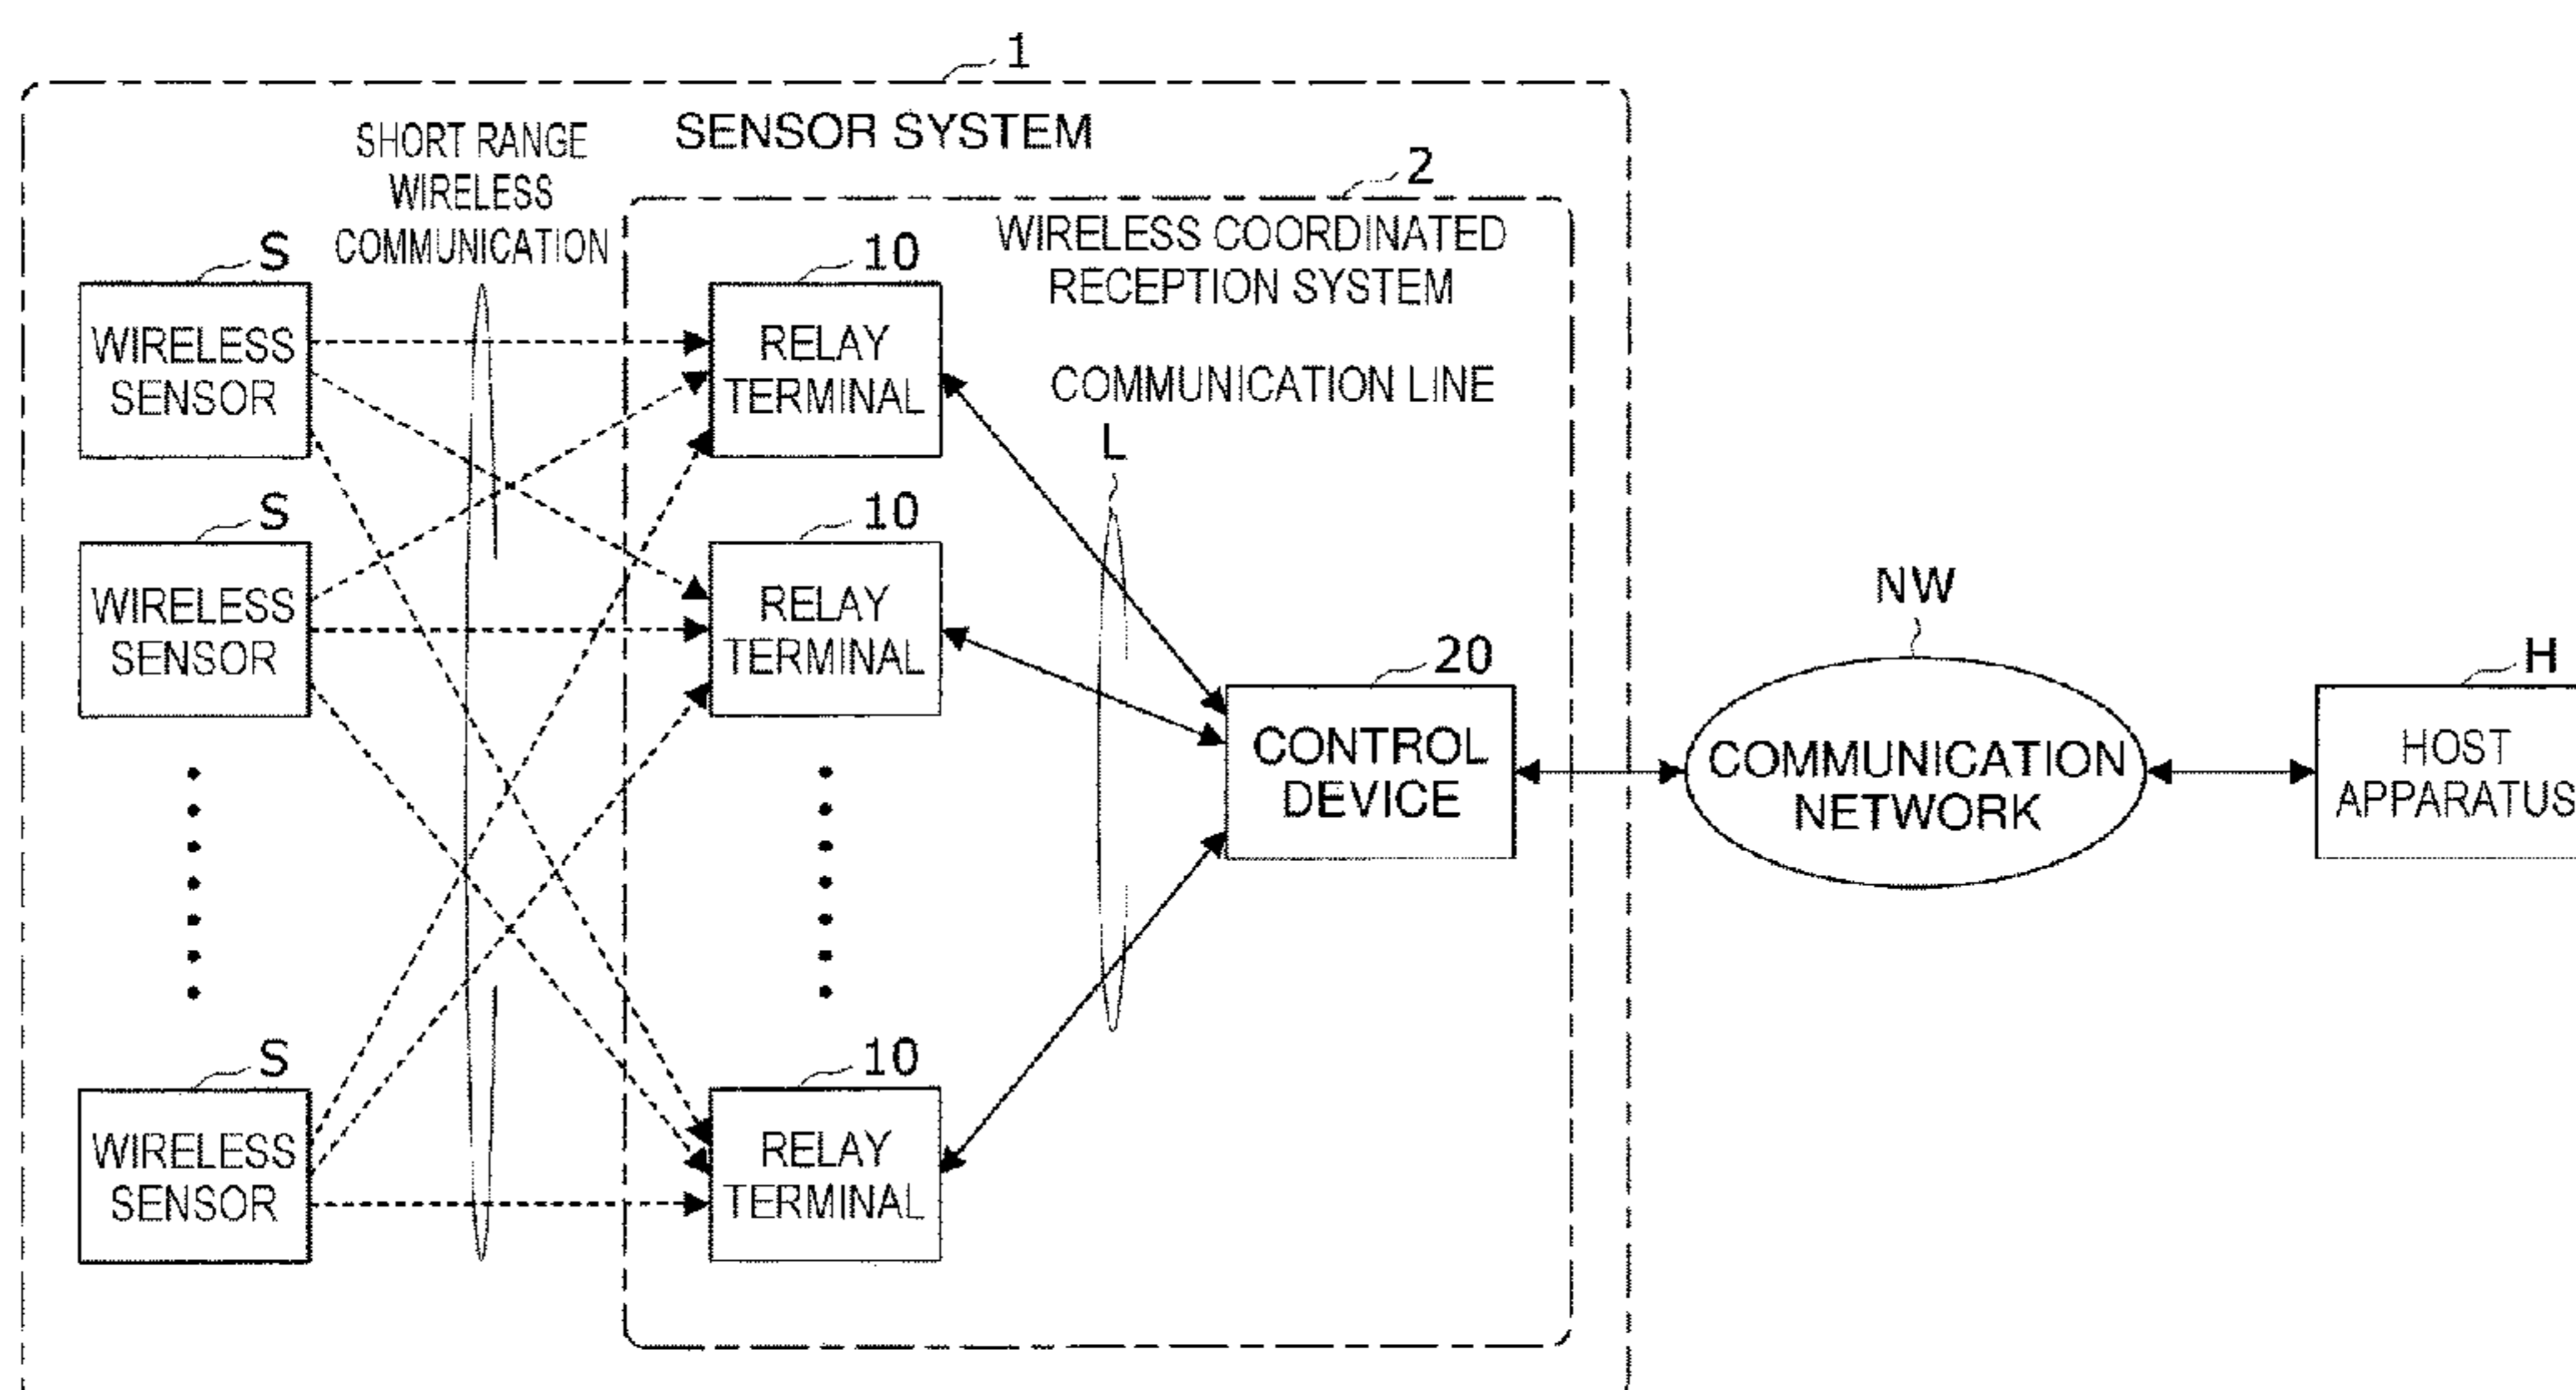 1
SENSOR SYSTEM
SHORT RANGE
WIRELESS
COMMUNICATION
2
WIRELESS COORDINATED
RECEPTION SYSTEM
S
WIRELESS
SENSOR
10
RELAY
TERMINAL
COMMUNICATION LINE
L
S
WIRELESS
SENSOR
10
RELAY
TERMINAL
20
CONTROL
DEVICE
NW
COMMUNICATION
NETWORK
H
HOST
APPARATUS
S
WIRELESS
SENSOR
10
RELAY
TERMINAL